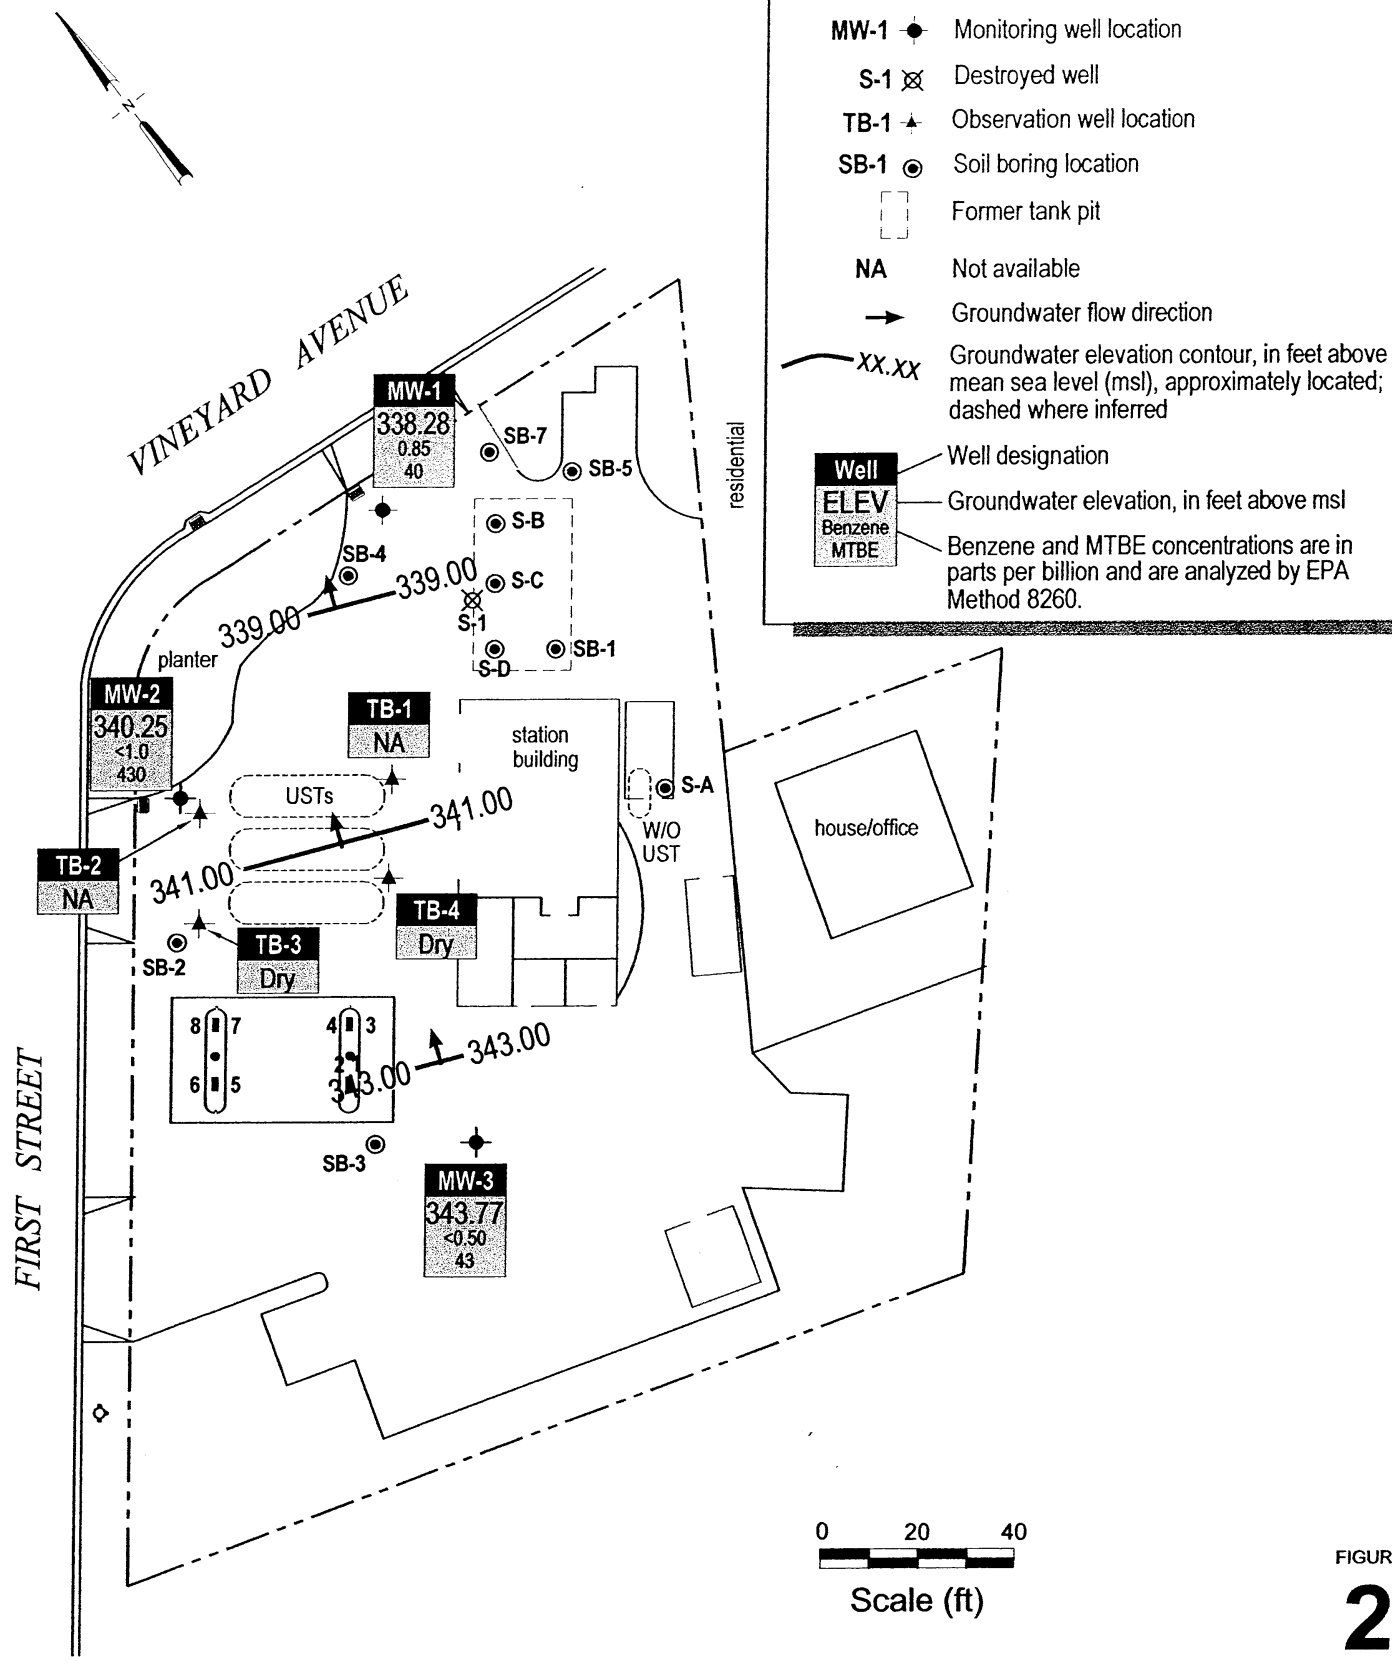 N
MW-1 Monitoring well location
S-1 Destroyed well
TB-1 Observation well location
SB-1 Soil boring location
Former tank pit
NA Not available
Groundwater flow direction
XX.XX Groundwater elevation contour, in feet above
mean sea level (msl), approximately located;
dashed where inferred
Well Well designation
ELEV Groundwater elevation, in feet above msl
Benzene
MTBE
Benzene and MTBE concentrations are in
parts per billion and are analyzed by EPA
Method 8260.
VINEYARD AVENUE
MW-1
338.28
0.85
40
SB-7
SB-5
residential
S-B
SB-4
339.00
S-C
339.00
S-1
S-D
SB-1
planter
MW-2
340.25
<1.0
430
TB-1
NA
station
building
S-A
USTs
341.00
W/O
UST
house/office
TB-2
NA
341.00
TB-4
Dry
TB-3
Dry
SB-2
8 7
4 3
343.00
2
6 5
343.00
FIRST STREET
SB-3
MW-3
343.77
<0.50
43
0 20 40
Scale (ft)
FIGUR
2